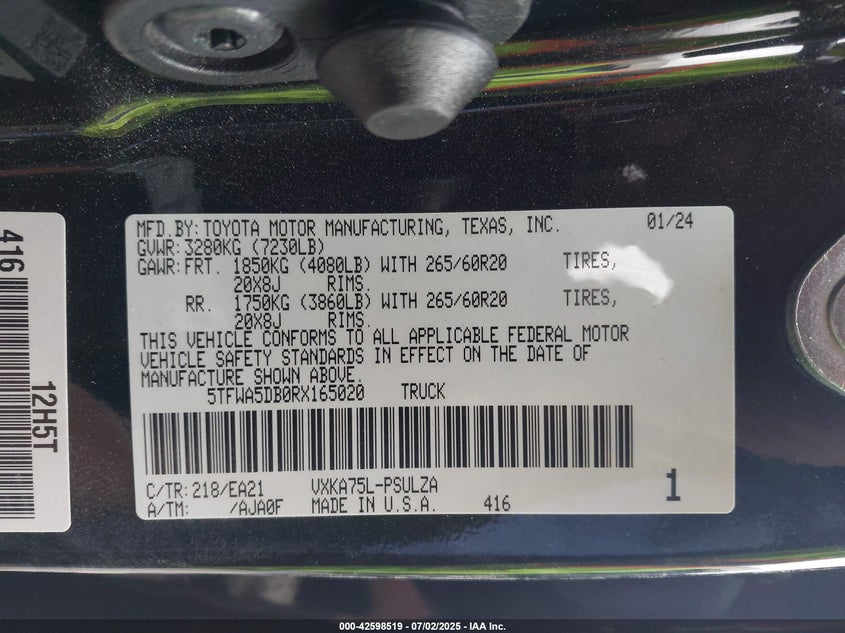 416
12H5T
MFD.BY: TOYOTA MOTOR MANUFACTURING, TEXAS, INC. 01/24
GVWR: 3280KG (7230LB)
GAWR: FRT. 1850KG (4080LB) WITH 265/60R20 TIRES,
20X8J RIMS.
RR. 1750KG (3860LB) WITH 265/60R20 TIRES,
20X8J RIMS.
THIS VEHICLE CONFORMS TO ALL APPLICABLE FEDERAL MOTOR
VEHICLE SAFETY STANDARDS IN EFFECT ON THE DATE OF
MANUFACTURE SHOWN ABOVE.
5TFWA5DB0RX165020 TRUCK
C/TR: 218/EA21 VXKA75L-PSULZA
A/TM: /AJA0F MADE IN U.S.A. 416 1
000-42598519 - 07/02/2025 - IAA Inc.